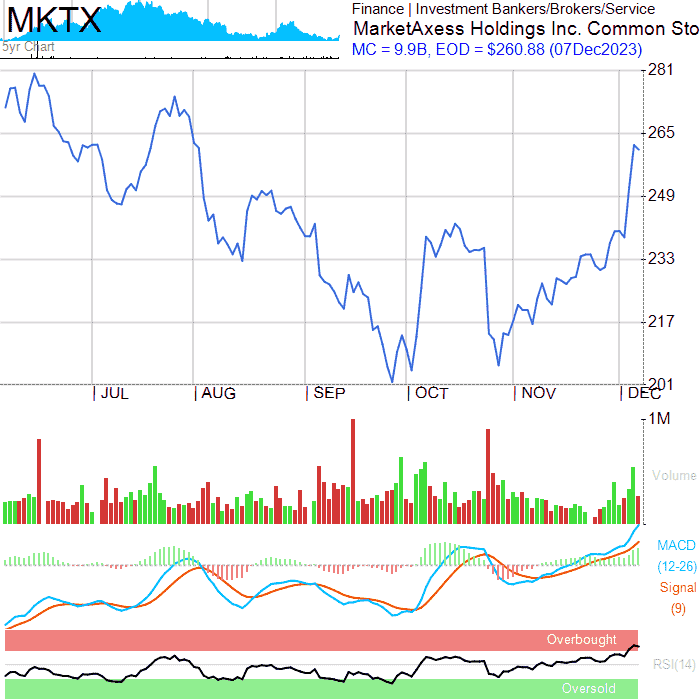 MKTX
5yr Chart
Finance | Investment Bankers/Brokers/Service
MarketAxess Holdings Inc. Common Sto
MC = 9.9B, EOD = $260.88 (07Dec2023)
281
265
249
233
217
201
JUL
AUG
SEP
OCT
NOV
DEC
1M
Volume
MACD
(12-26)
Signal
(9)
Overbought
RSI(14)
Oversold